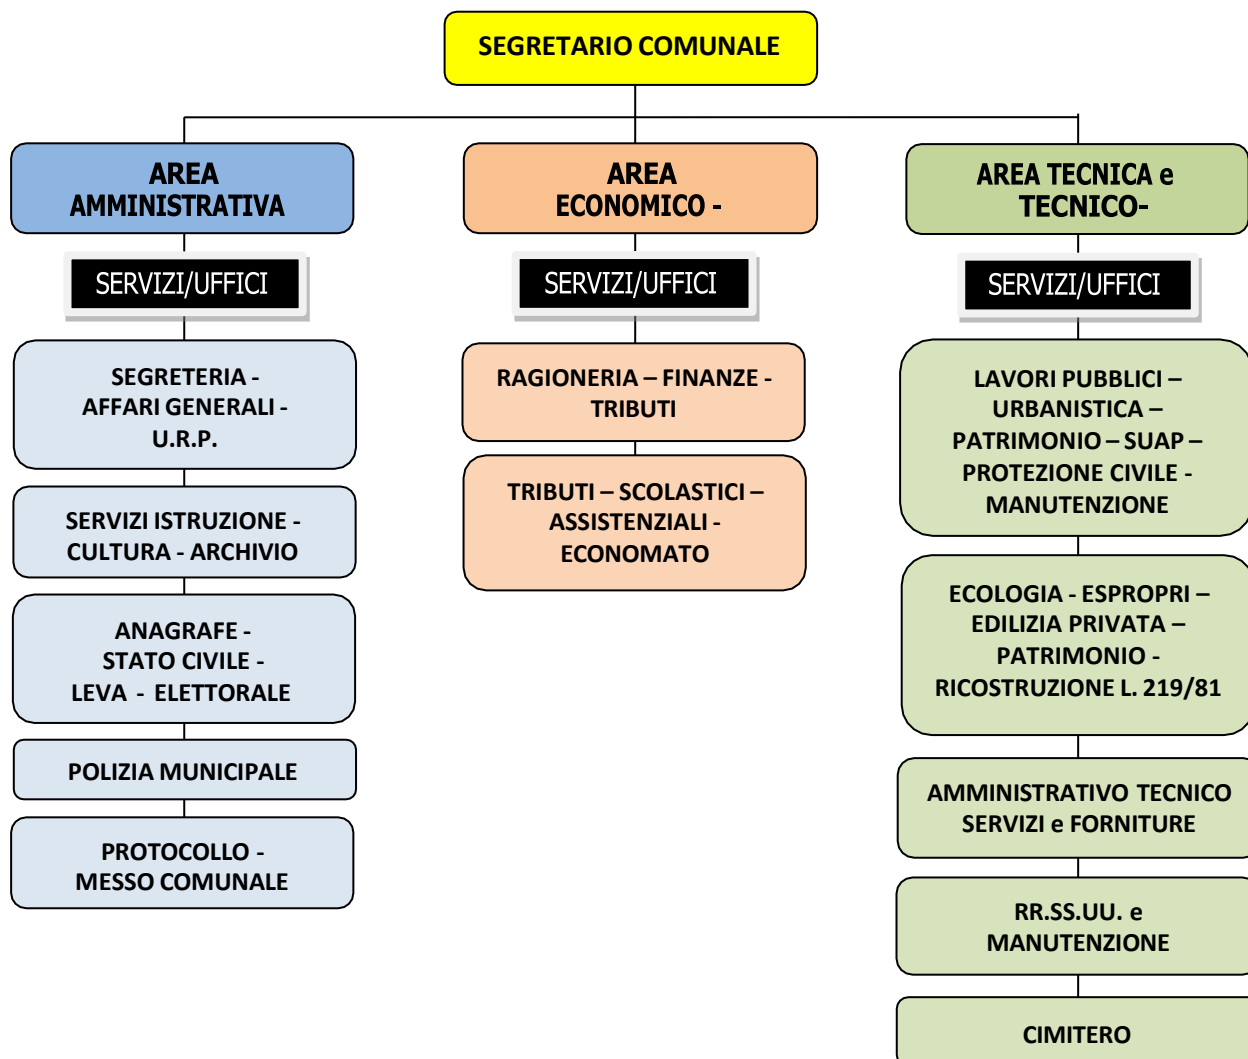 SEGRETARIO COMUNALE
AREA
AMMINISTRATIVA
SERVIZI/UFFICI
SEGRETERIA -
AFFARI GENERALI -
U.R.P.
SERVIZI ISTRUZIONE -
CULTURA - ARCHIVIO
ANAGRAFE -
STATO CIVILE -
LEVA - ELETTORALE
POLIZIA MUNICIPALE
PROTOCOLLO -
MESSO COMUNALE
AREA
ECONOMICO -
SERVIZI/UFFICI
RAGIONERIA – FINANZE -
TRIBUTI
TRIBUTI – SCOLASTICI –
ASSISTENZIALI -
ECONOMATO
AREA TECNICA e
TECNICO-
SERVIZI/UFFICI
LAVORI PUBBLICI –
URBANISTICA –
PATRIMONIO – SUAP –
PROTEZIONE CIVILE -
MANUTENZIONE
ECOLOGIA - ESPROPRI –
EDILIZIA PRIVATA –
PATRIMONIO -
RICOSTRUZIONE L. 219/81
AMMINISTRATIVO TECNICO
SERVIZI e FORNITURE
RR.SS.UU. e
MANUTENZIONE
CIMITERO